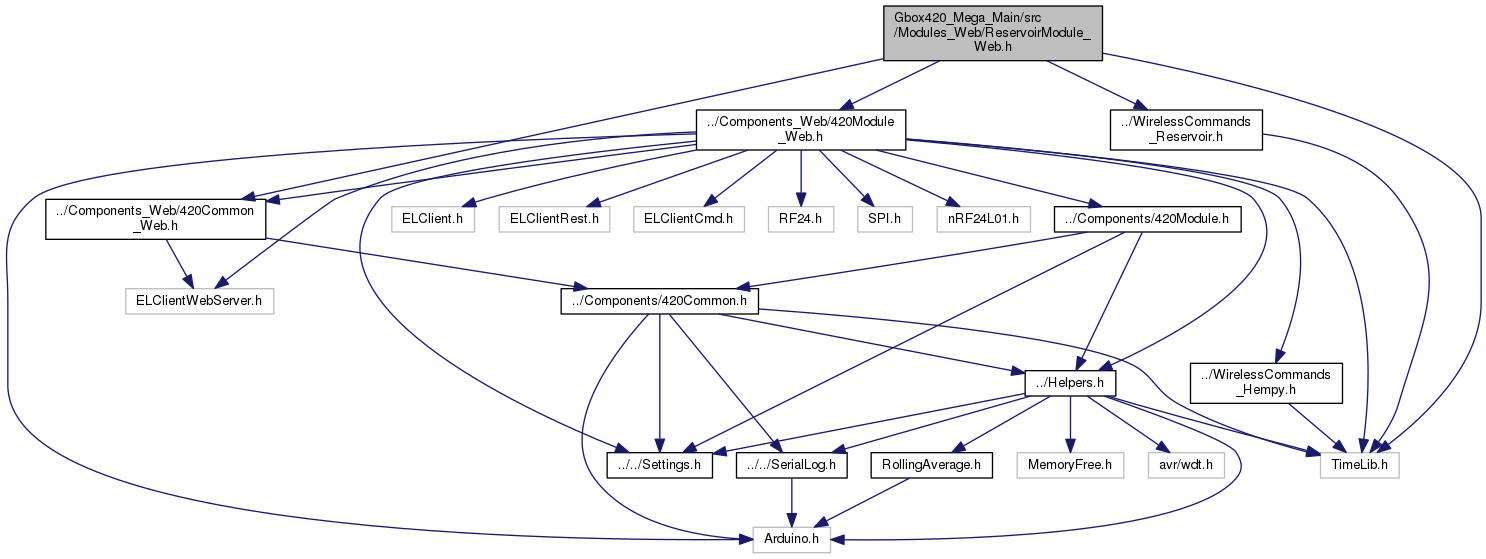 Gbox420_Mega_Main/src
/Modules_Web/ReservoirModule_
Web.h
../Components_Web/420Module
_Web.h
../WirelessCommands
_Reservoir.h
../Components_Web/420Common
_Web.h
ELClient.h
ELClientRest.h
ELClientCmd.h
RF24.h
SPI.h
nRF24L01.h
../Components/420Module.h
ELClientWebServer.h
../Components/420Common.h
../Helpers.h
../WirelessCommands
_Hempy.h
../../Settings.h
../../SerialLog.h
RollingAverage.h
MemoryFree.h
avr/wdt.h
TimeLib.h
Arduino.h